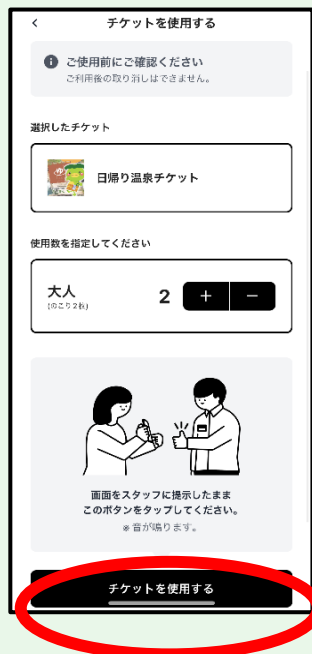 チケットを使用する
ご使用前にご確認ください
ご利用後の取り消しはできません。
選択したチケット
日帰り温泉チケット
使用数を指定してください
大人
(のこり2枚)
2 + −
画面をスタッフに提示したまま
このボタンをタップしてください。
※音が鳴ります。
チケットを使用する